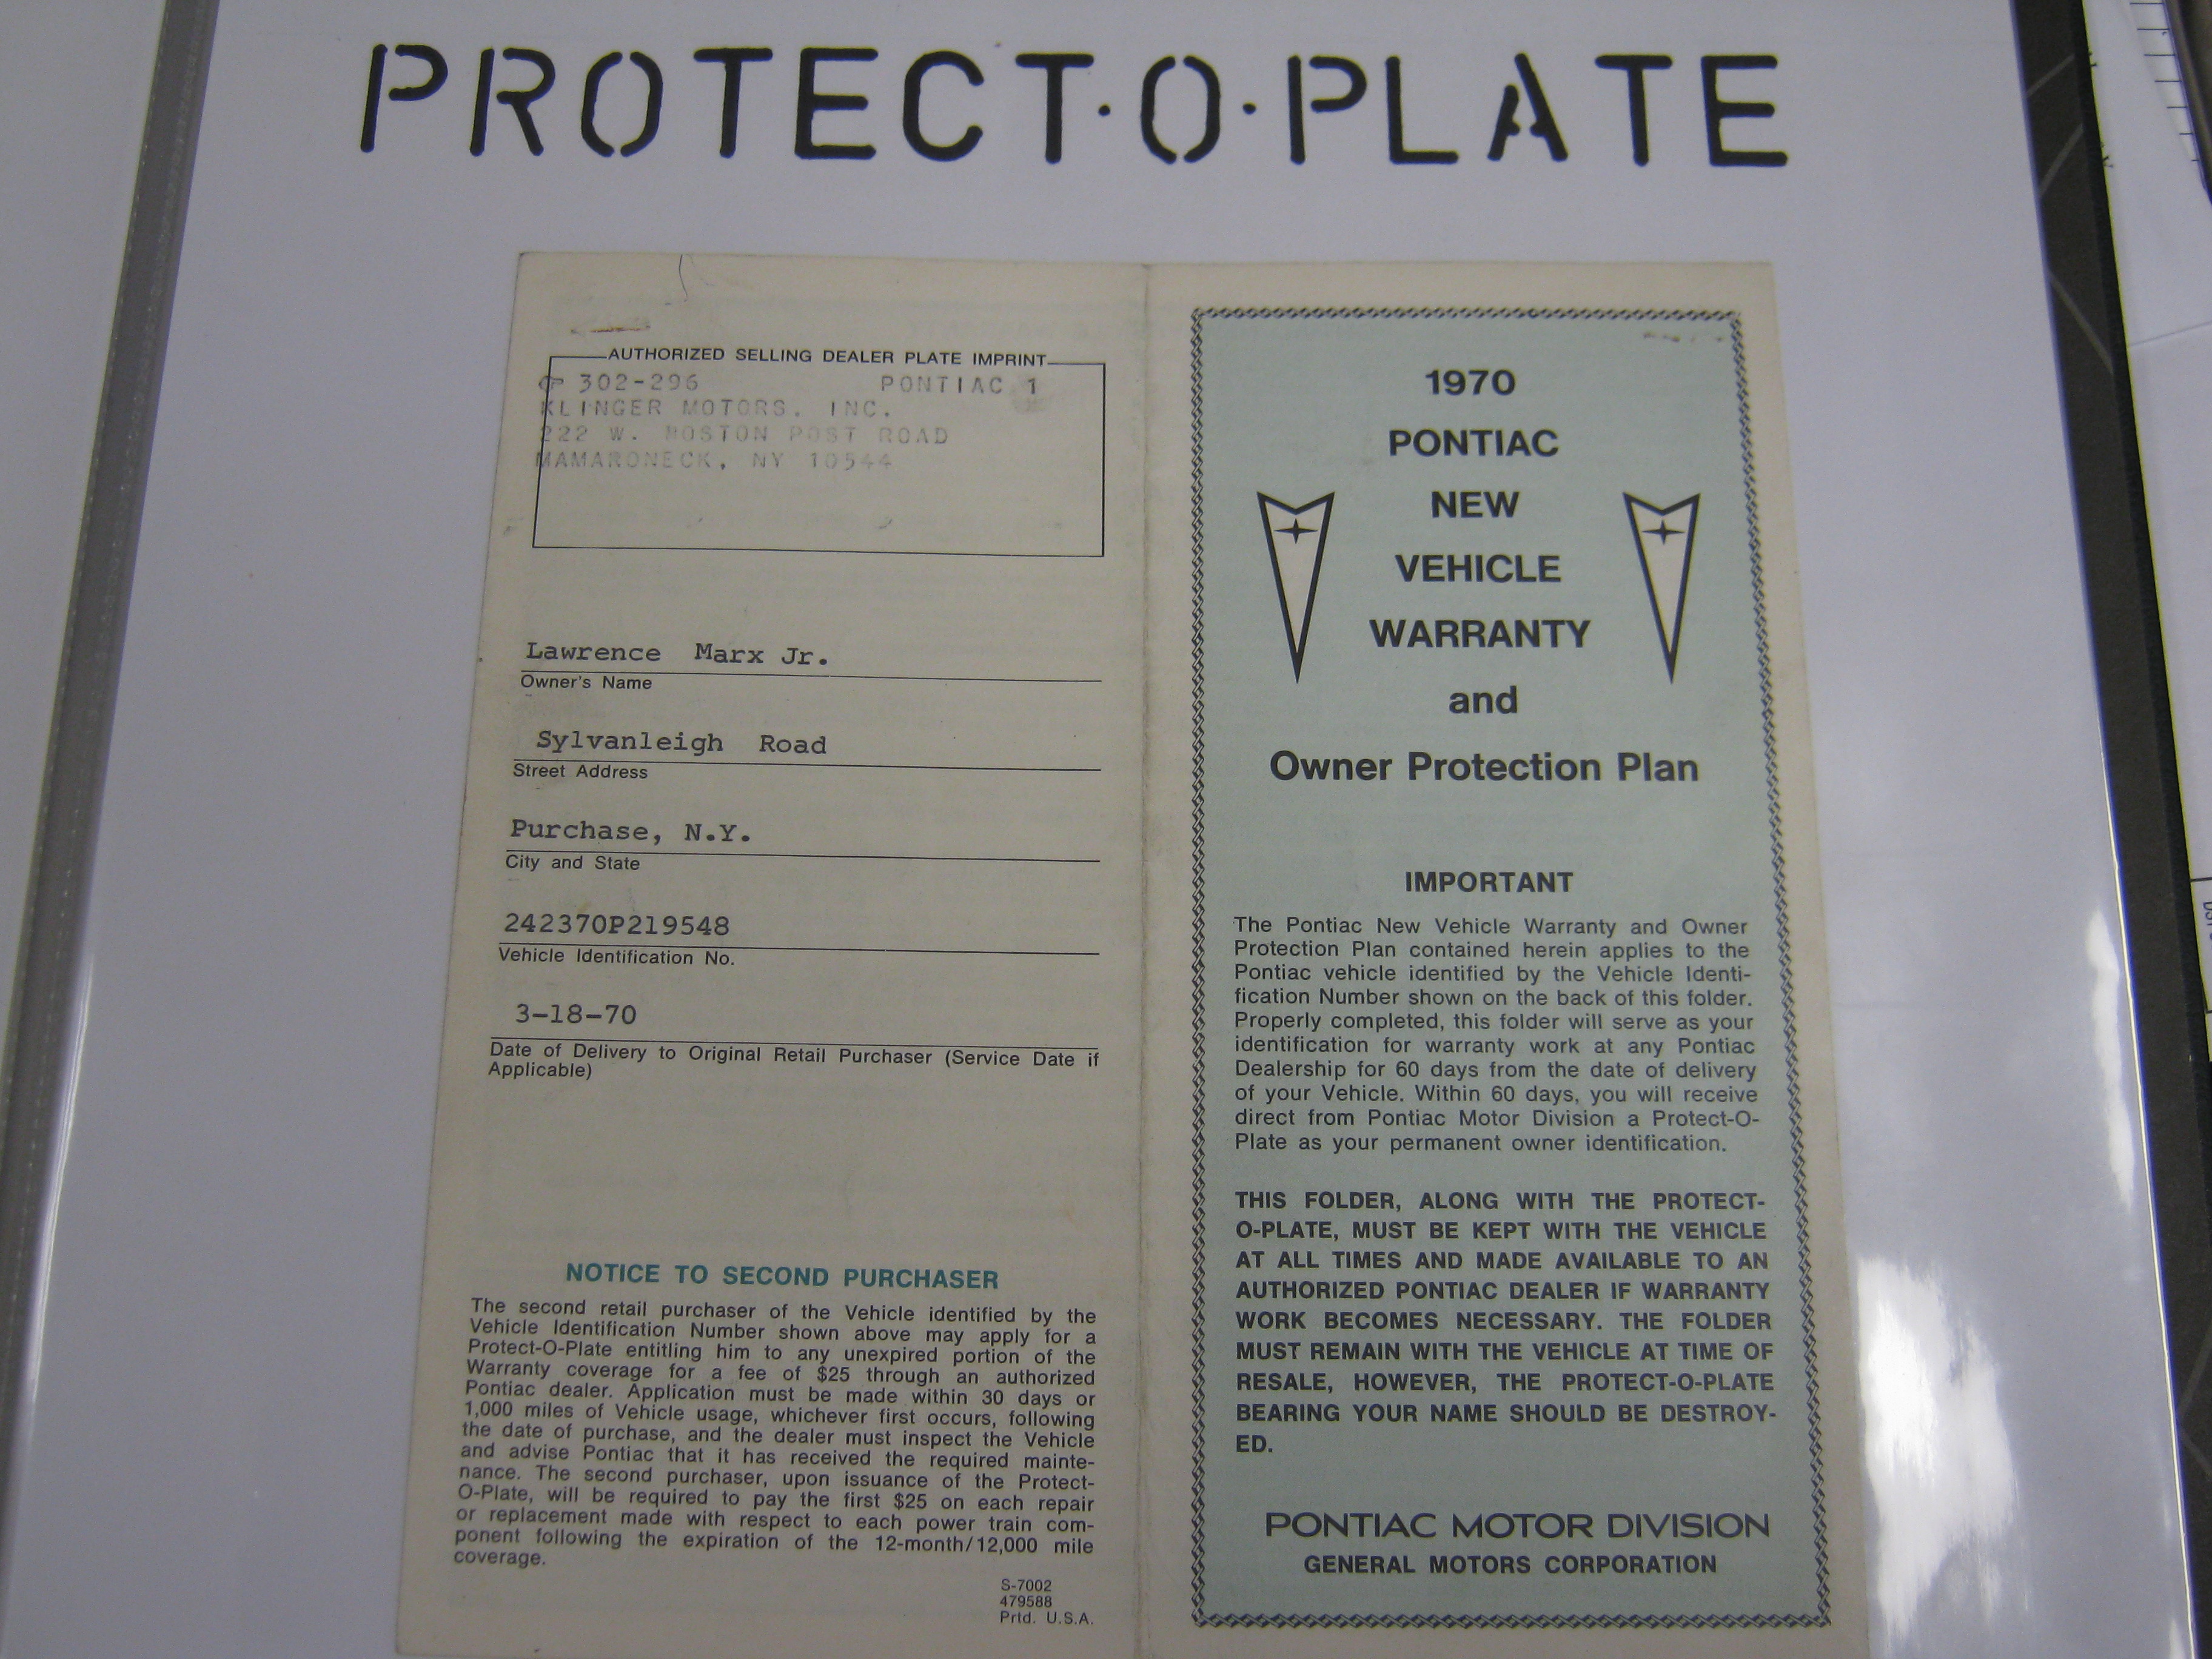 PROTECT·O·PLATE
AUTHORIZED SELLING DEALER PLATE IMPRINT
302-296 PONTIAC 1
KLINGER MOTORS, INC.
222 W. BOSTON POST ROAD
MAMARONECK, NY 10544
Lawrence Marx Jr.
Owner's Name
Sylvanleigh Road
Street Address
Purchase, N.Y.
City and State
242370P219548
Vehicle Identification No.
3-18-70
Date of Delivery to Original Retail Purchaser (Service Date if
Applicable)
NOTICE TO SECOND PURCHASER
The second retail purchaser of the Vehicle identified by the
Vehicle Identification Number shown above may apply for a
Protect-O-Plate entitling him to any unexpired portion of the
Warranty coverage for a fee of $25 through an authorized
Pontiac dealer. Application must be made within 30 days or
1,000 miles of Vehicle usage, whichever first occurs, following
the date of purchase, and the dealer must inspect the Vehicle
and advise Pontiac that it has received the required mainte-
nance. The second purchaser, upon issuance of the Protect-
O-Plate, will be required to pay the first $25 on each repair
or replacement made with respect to each power train com-
ponent following the expiration of the 12-month/12,000 mile
coverage.
S-7002
479588
Prtd. U.S.A.
1970
PONTIAC
NEW
VEHICLE
WARRANTY
and
Owner Protection Plan
IMPORTANT
The Pontiac New Vehicle Warranty and Owner
Protection Plan contained herein applies to the
Pontiac vehicle identified by the Vehicle Identi-
fication Number shown on the back of this folder.
Properly completed, this folder will serve as your
identification for warranty work at any Pontiac
Dealership for 60 days from the date of delivery
of your Vehicle. Within 60 days, you will receive
direct from Pontiac Motor Division a Protect-O-
Plate as your permanent owner identification.
THIS FOLDER, ALONG WITH THE PROTECT-
O-PLATE, MUST BE KEPT WITH THE VEHICLE
AT ALL TIMES AND MADE AVAILABLE TO AN
AUTHORIZED PONTIAC DEALER IF WARRANTY
WORK BECOMES NECESSARY. THE FOLDER
MUST REMAIN WITH THE VEHICLE AT TIME OF
RESALE, HOWEVER, THE PROTECT-O-PLATE
BEARING YOUR NAME SHOULD BE DESTROY-
ED.
PONTIAC MOTOR DIVISION
GENERAL MOTORS CORPORATION